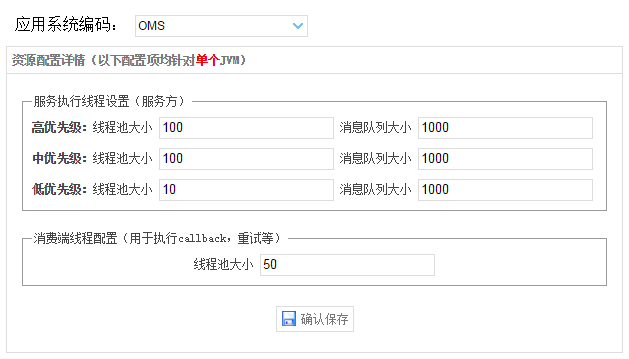 应用系统编码： OMS
资源配置详情（以下配置项均针对单个JVM）
服务执行线程设置（服务方）
高优先级：线程池大小 100 消息队列大小 1000
中优先级：线程池大小 100 消息队列大小 1000
低优先级：线程池大小 10 消息队列大小 1000
消费端线程配置（用于执行callback，重试等）
线程池大小 50
确认保存